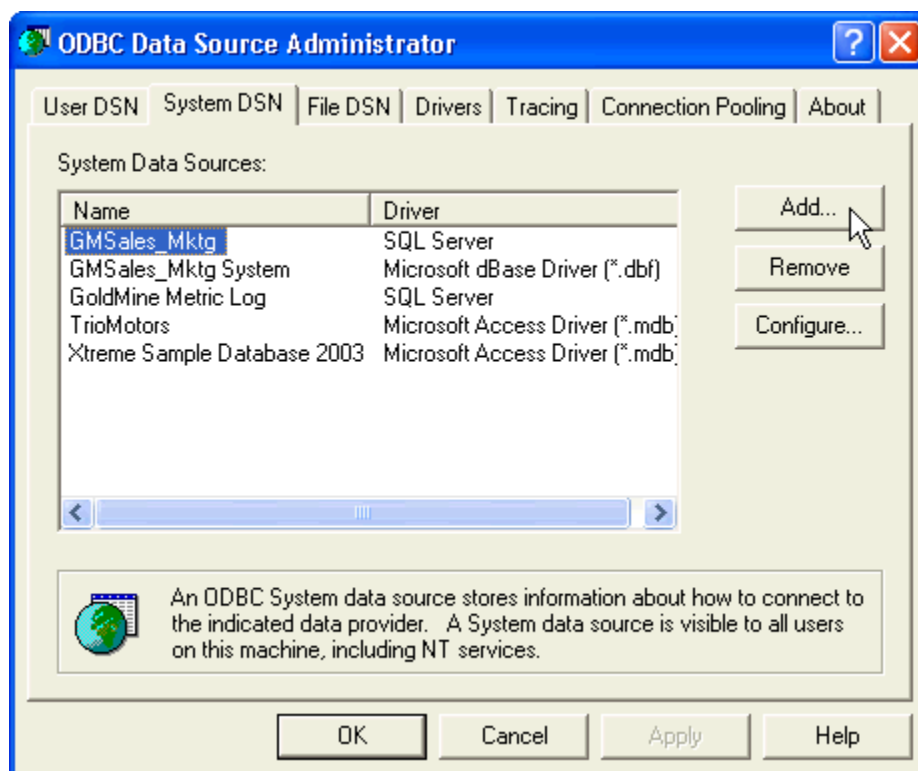 ODBC Data Source Administrator
User DSN System DSN File DSN Drivers Tracing Connection Pooling About
System Data Sources:
Name Driver
GMSales_Mktg SQL Server
GMSales_Mktg System Microsoft dBase Driver (*.dbf)
GoldMine Metric Log SQL Server
TrioMotors Microsoft Access Driver (*.mdb)
Xtreme Sample Database 2003 Microsoft Access Driver (*.mdb)
Add...
Remove
Configure...
An ODBC System data source stores information about how to connect to
the indicated data provider. A System data source is visible to all users
on this machine, including NT services.
OK Cancel Apply Help